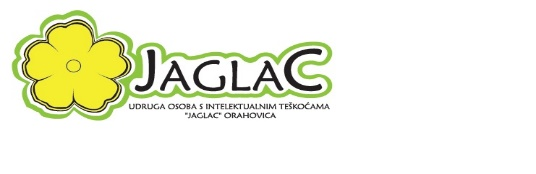 JAGLAC
UDRUGA OSOBA S INTELEKTUALNIM TEŠKOĆAMA
"JAGLAC" ORAHOVICA